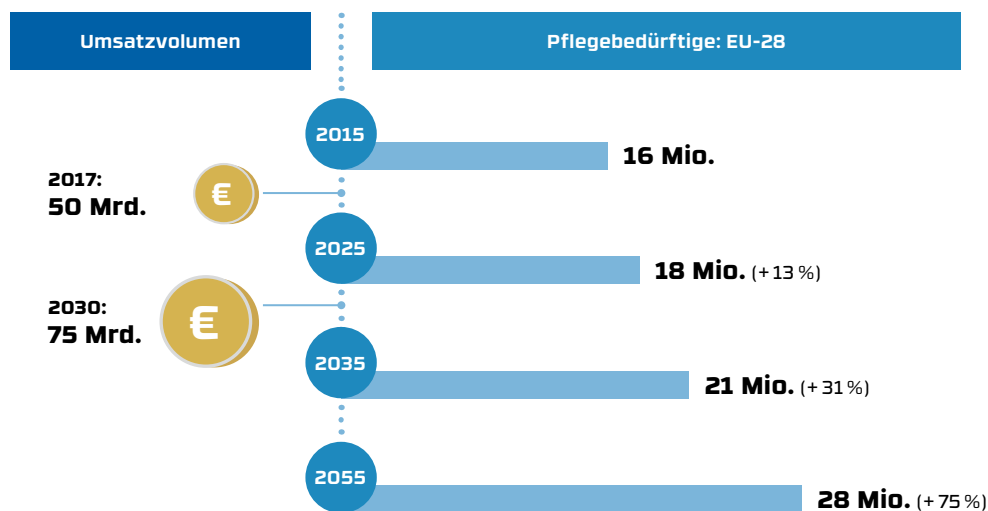 Umsatzvolumen
Pflegebedürftige: EU-28
2015
16 Mio.
2017:
50 Mrd.
€
2025
18 Mio. (+ 13 %)
2030:
75 Mrd.
€
2035
21 Mio. (+ 31 %)
2055
28 Mio. (+ 75 %)